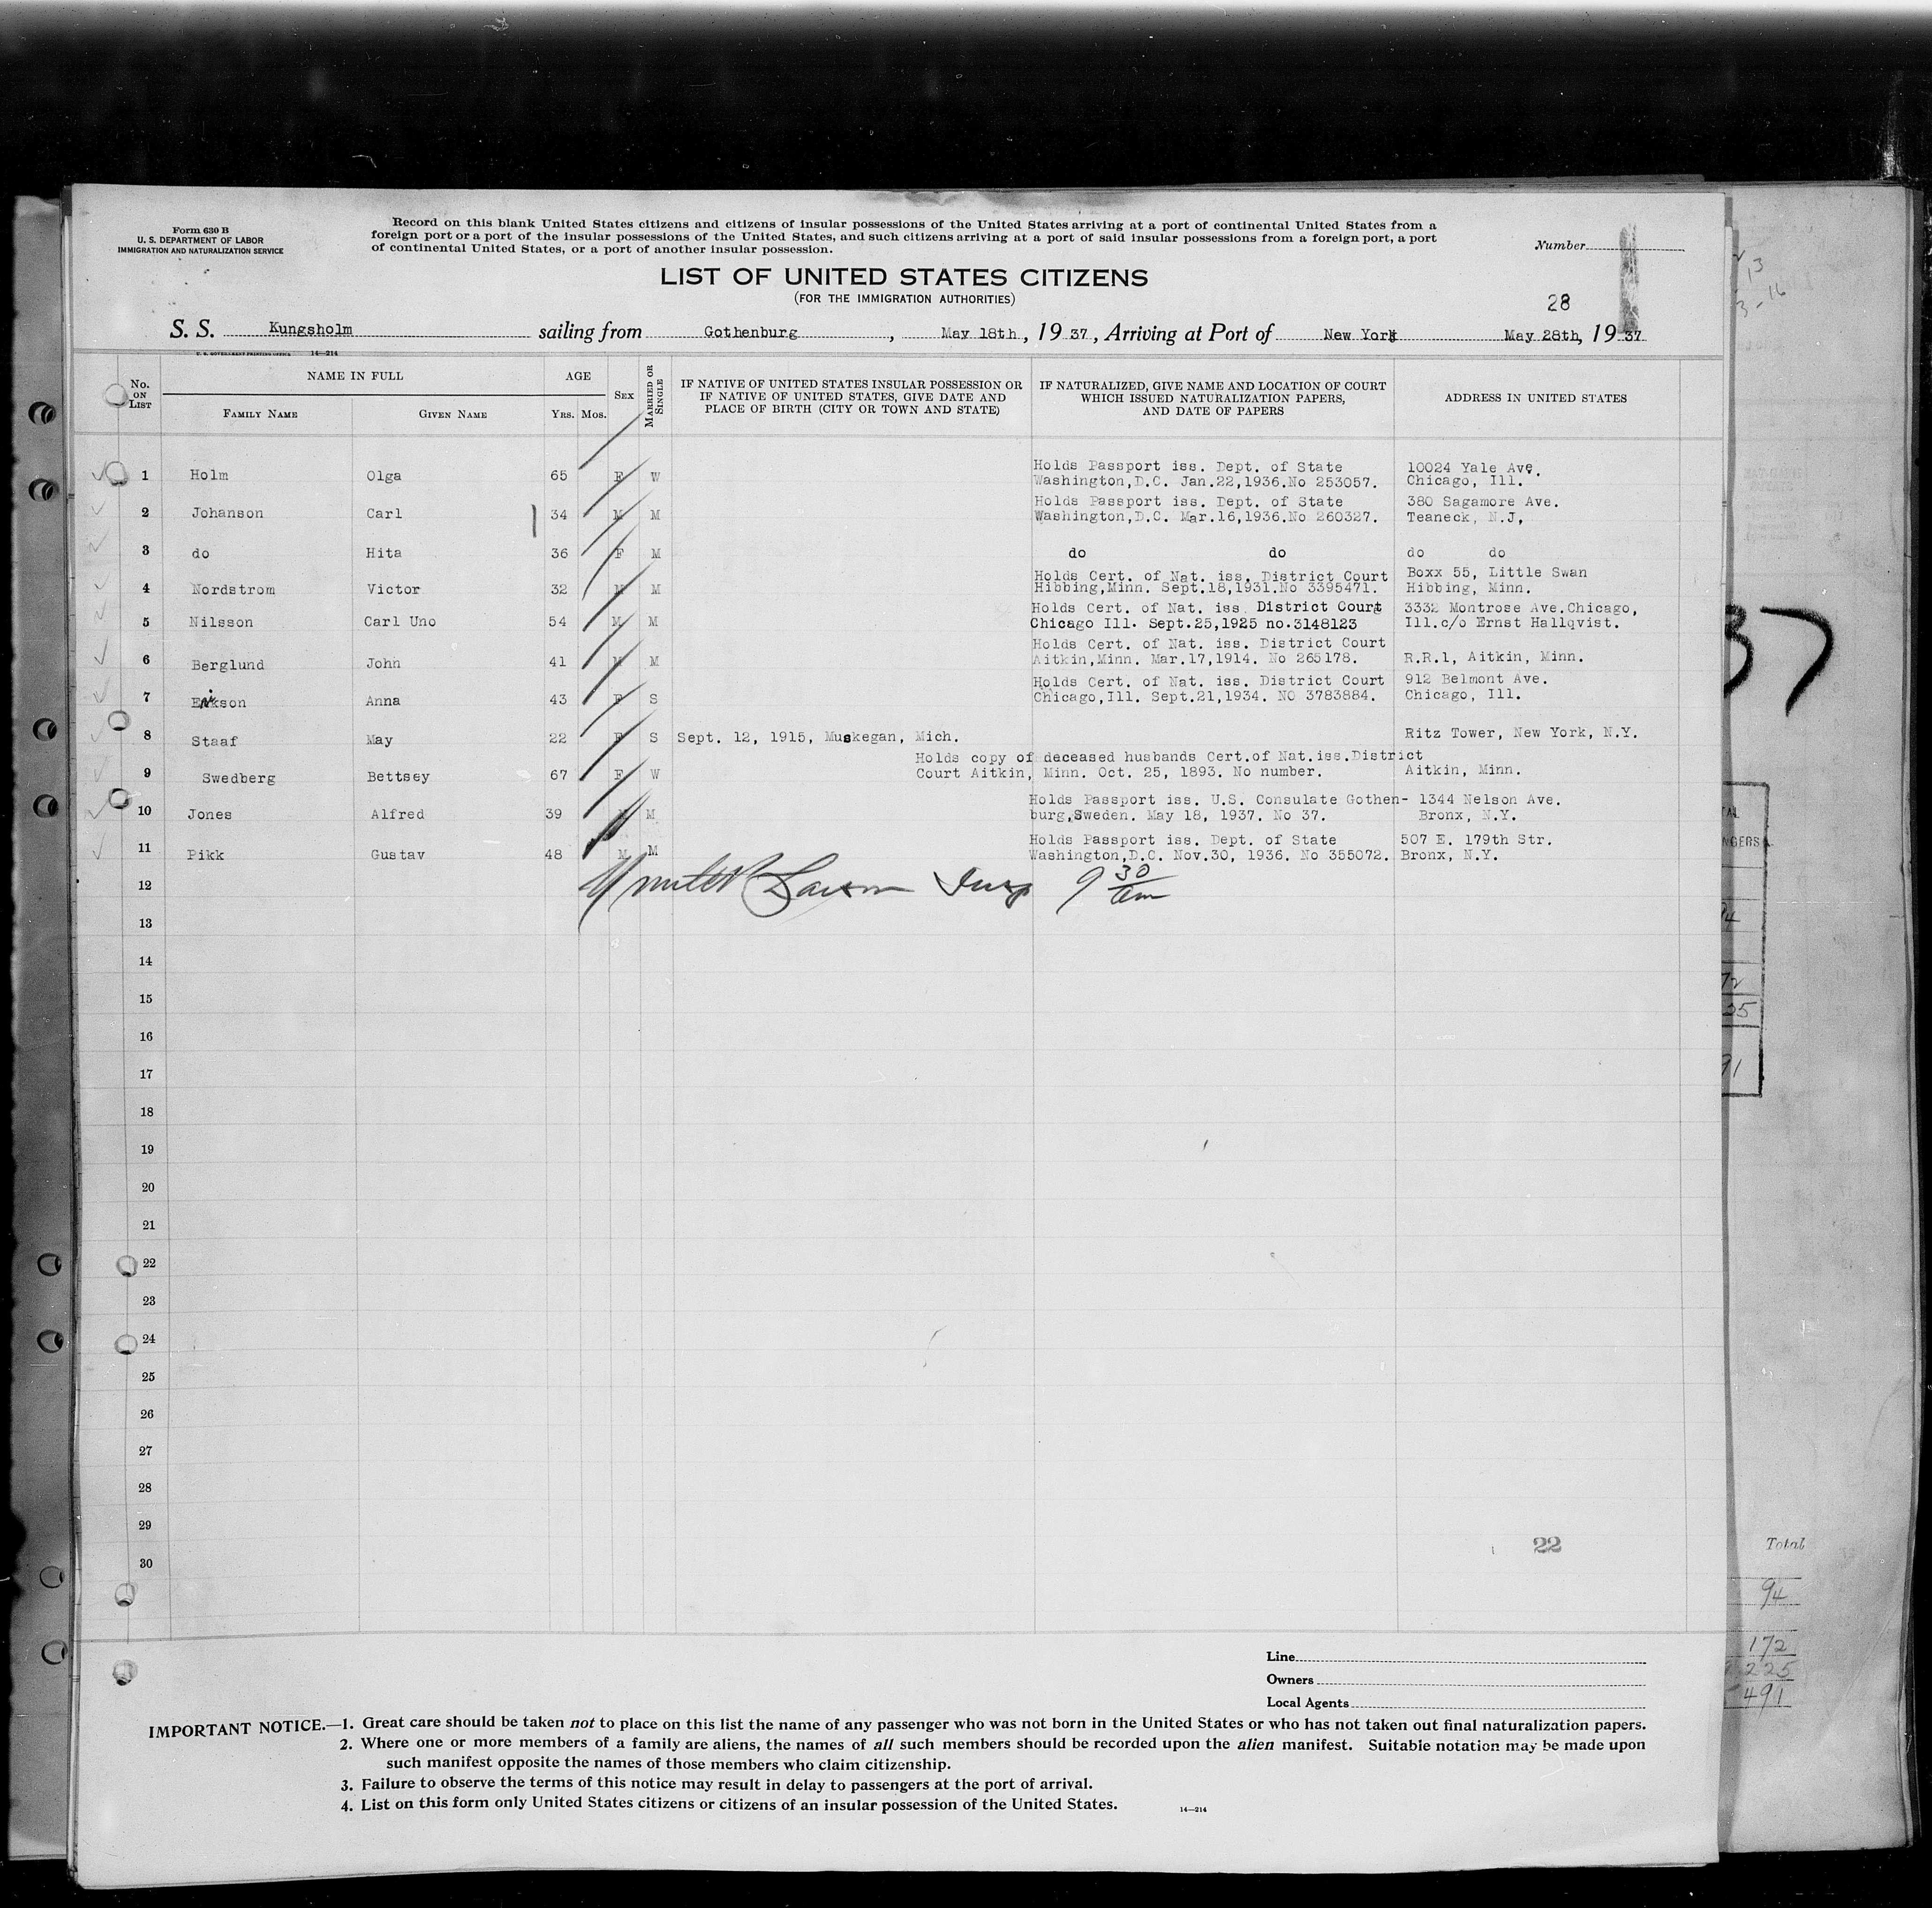 Form 630 B
U. S. DEPARTMENT OF LABOR
IMMIGRATION AND NATURALIZATION SERVICE
Record on this blank United States citizens and citizens of insular possessions of the United States arriving at a port of continental United States from a
foreign port or a port of the insular possessions of the United States, and such citizens arriving at a port of said insular possessions from a foreign port, a port
of continental United States, or a port of another insular possession.
Number
LIST OF UNITED STATES CITIZENS
(FOR THE IMMIGRATION AUTHORITIES)
28
S. S. Kungsholm sailing from Gothenburg, May 18th, 1937, Arriving at Port of New York May 28th, 1937
U. S. GOVERNMENT PRINTING OFFICE 14—214
No. ON LIST NAME IN FULL AGE SEX MARRIED OR SINGLE IF NATIVE OF UNITED STATES INSULAR POSSESSION OR IF NATIVE OF UNITED STATES, GIVE DATE AND PLACE OF BIRTH (CITY OR TOWN AND STATE) IF NATURALIZED, GIVE NAME AND LOCATION OF COURT WHICH ISSUED NATURALIZATION PAPERS, AND DATE OF PAPERS ADDRESS IN UNITED STATES
FAMILY NAME GIVEN NAME YRS. MOS.
Holds Passport iss. Dept. of State 10024 Yale Ave.
1 Holm Olga 65 F W Washington,D.C. Jan.22,1936.No 253057. Chicago, Ill.
Holds Passport iss. Dept. of State 380 Sagamore Ave.
2 Johanson Carl 34 M M Washington,D.C. Mar.16,1936.No 260327. Teaneck, N.J,
3 do Hita 36 F M do do do do
Holds Cert. of Nat. iss. District Court Boxx 55, Little Swan
4 Nordstrom Victor 32 M M Hibbing,Minn. Sept.18,1931.No 3395471. Hibbing, Minn.
Holds Cert. of Nat. iss District Court 3332 Montrose Ave.Chicago,
5 Nilsson Carl Uno 54 M M Chicago Ill. Sept.25,1925 no.3148123 Ill.c/o Ernst Hallqvist.
Holds Cert. of Nat. iss. District Court
6 Berglund John 41 M M Aitkin,Minn. Mar.17,1914. No 265178. R.R.1, Aitkin, Minn.
Holds Cert. of Nat. iss. District Court 912 Belmont Ave.
7 Erikson Anna 43 F S Chicago,Ill. Sept.21,1934. NO 3783884. Chicago, Ill.
8 Staaf May 22 F S Sept. 12, 1915, Muskegan, Mich. Ritz Tower, New York, N.Y.
Holds copy of deceased husbands Cert.of Nat.iss.District
9 Swedberg Bettsey 67 F W Court Aitkin, Minn. Oct. 25, 1893. No number. Aitkin, Minn.
Holds Passport iss. U.S. Consulate Gothen- 1344 Nelson Ave.
10 Jones Alfred 39 M M burg,Sweden. May 18, 1937. No 37. Bronx, N.Y.
Holds Passport iss. Dept. of State 507 E. 179th Str.
11 Pikk Gustav 48 M M Washington,D.C. Nov.30, 1936. No 355072. Bronx, N.Y.
12 Larson Insp 9 30 am
13
14
15
16
17
18
19
20
21
22
23
24
25
26
27
28
29
30
22
Line
Owners
Local Agents
IMPORTANT NOTICE.—1. Great care should be taken not to place on this list the name of any passenger who was not born in the United States or who has not taken out final naturalization papers.
2. Where one or more members of a family are aliens, the names of all such members should be recorded upon the alien manifest. Suitable notation may be made upon
such manifest opposite the names of those members who claim citizenship.
3. Failure to observe the terms of this notice may result in delay to passengers at the port of arrival.
4. List on this form only United States citizens or citizens of an insular possession of the United States.
14—214
37
Total
94
172
225
491